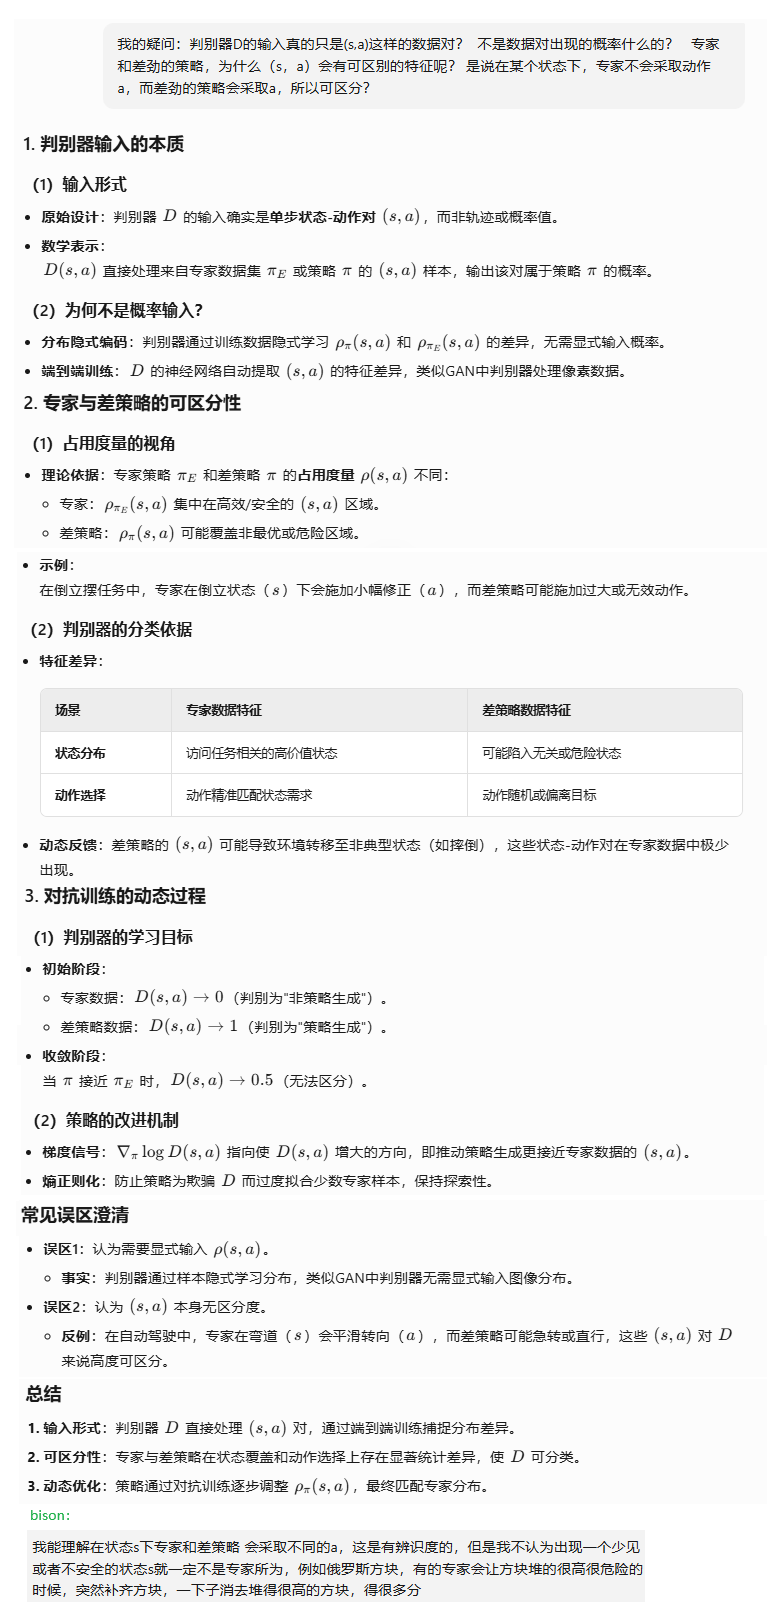 我的疑问：判别器D的输入真的只是(s,a)这样的数据对？ 不是数据对出现的概率什么的？ 专家
和差劲的策略，为什么（s，a）会有可区别的特征呢？ 是说在某个状态下，专家不会采取动作
a，而差劲的策略会采取a，所以可区分？
1. 判别器输入的本质
（1）输入形式
• 原始设计：判别器 D 的输入确实是单步状态-动作对 (s, a)，而非轨迹或概率值。
• 数学表示：
D(s, a) 直接处理来自专家数据集 π_E 或策略 π 的 (s, a) 样本，输出该对属于策略 π 的概率。
（2）为何不是概率输入？
• 分布隐式编码：判别器通过训练数据隐式学习 ρ_π(s, a) 和 ρ_{π_E}(s, a) 的差异，无需显式输入概率。
• 端到端训练：D 的神经网络自动提取 (s, a) 的特征差异，类似GAN中判别器处理像素数据。
2. 专家与差策略的可区分性
（1）占用度量的视角
• 理论依据：专家策略 π_E 和差策略 π 的占用度量 ρ(s, a) 不同：
○ 专家：ρ_{π_E}(s, a) 集中在高效/安全的 (s, a) 区域。
○ 差策略：ρ_π(s, a) 可能覆盖非最优或危险区域。
• 示例：
在倒立摆任务中，专家在倒立状态（s）下会施加小幅修正（a），而差策略可能施加过大或无效动作。
（2）判别器的分类依据
• 特征差异：
场景 专家数据特征 差策略数据特征
状态分布 访问任务相关的高价值状态 可能陷入无关或危险状态
动作选择 动作精准匹配状态需求 动作随机或偏离目标
• 动态反馈：差策略的 (s, a) 可能导致环境转移至非典型状态（如摔倒），这些状态-动作对在专家数据中极少
出现。
3. 对抗训练的动态过程
（1）判别器的学习目标
• 初始阶段：
○ 专家数据：D(s, a) → 0（判别为"非策略生成"）。
○ 差策略数据：D(s, a) → 1（判别为"策略生成"）。
• 收敛阶段：
当 π 接近 π_E 时，D(s, a) → 0.5（无法区分）。
（2）策略的改进机制
• 梯度信号：∇_π log D(s, a) 指向使 D(s, a) 增大的方向，即推动策略生成更接近专家数据的 (s, a)。
• 熵正则化：防止策略为欺骗 D 而过度拟合少数专家样本，保持探索性。
常见误区澄清
• 误区1：认为需要显式输入 ρ(s, a)。
○ 事实：判别器通过样本隐式学习分布，类似GAN中判别器无需显式输入图像分布。
• 误区2：认为 (s, a) 本身无区分度。
○ 反例：在自动驾驶中，专家在弯道（s）会平滑转向（a），而差策略可能急转或直行，这些 (s, a) 对 D
来说高度可区分。
总结
1. 输入形式：判别器 D 直接处理 (s, a) 对，通过端到端训练捕捉分布差异。
2. 可区分性：专家与差策略在状态覆盖和动作选择上存在显著统计差异，使 D 可分类。
3. 动态优化：策略通过对抗训练逐步调整 ρ_π(s, a)，最终匹配专家分布。
bison：
我能理解在状态s下专家和差策略 会采取不同的a，这是有辨识度的，但是我不认为出现一个少见
或者不安全的状态s就一定不是专家所为，例如俄罗斯方块，有的专家会让方块堆的很高很危险的
时候，突然补齐方块，一下子消去堆得很高的方块，得很多分